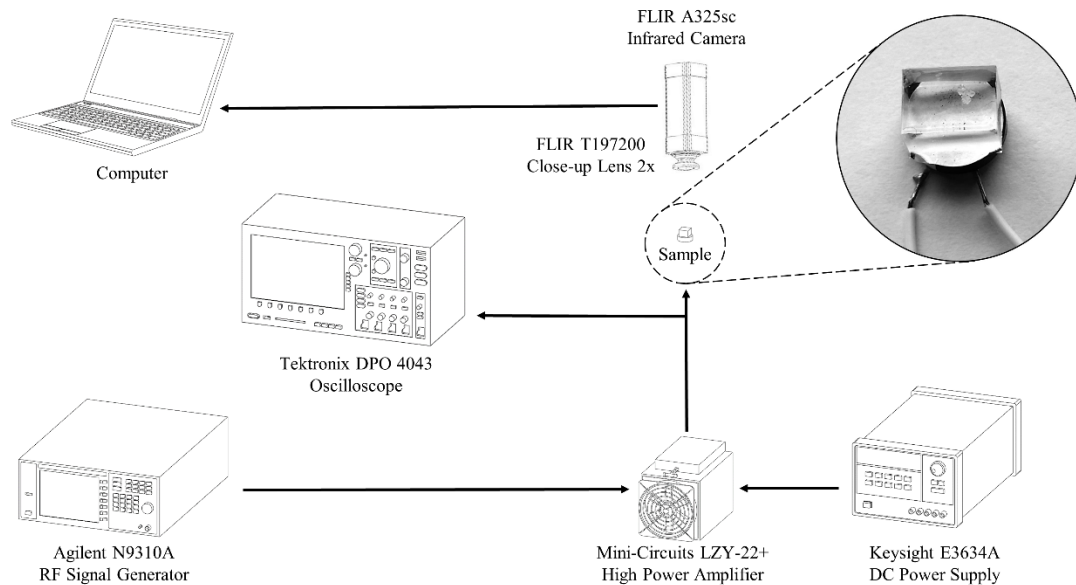 FLIR A325sc
Infrared Camera
FLIR T197200
Close-up Lens 2x
Computer
Sample
Tektronix DPO 4043
Oscilloscope
Agilent N9310A
RF Signal Generator
Mini-Circuits LZY-22+
High Power Amplifier
Keysight E3634A
DC Power Supply